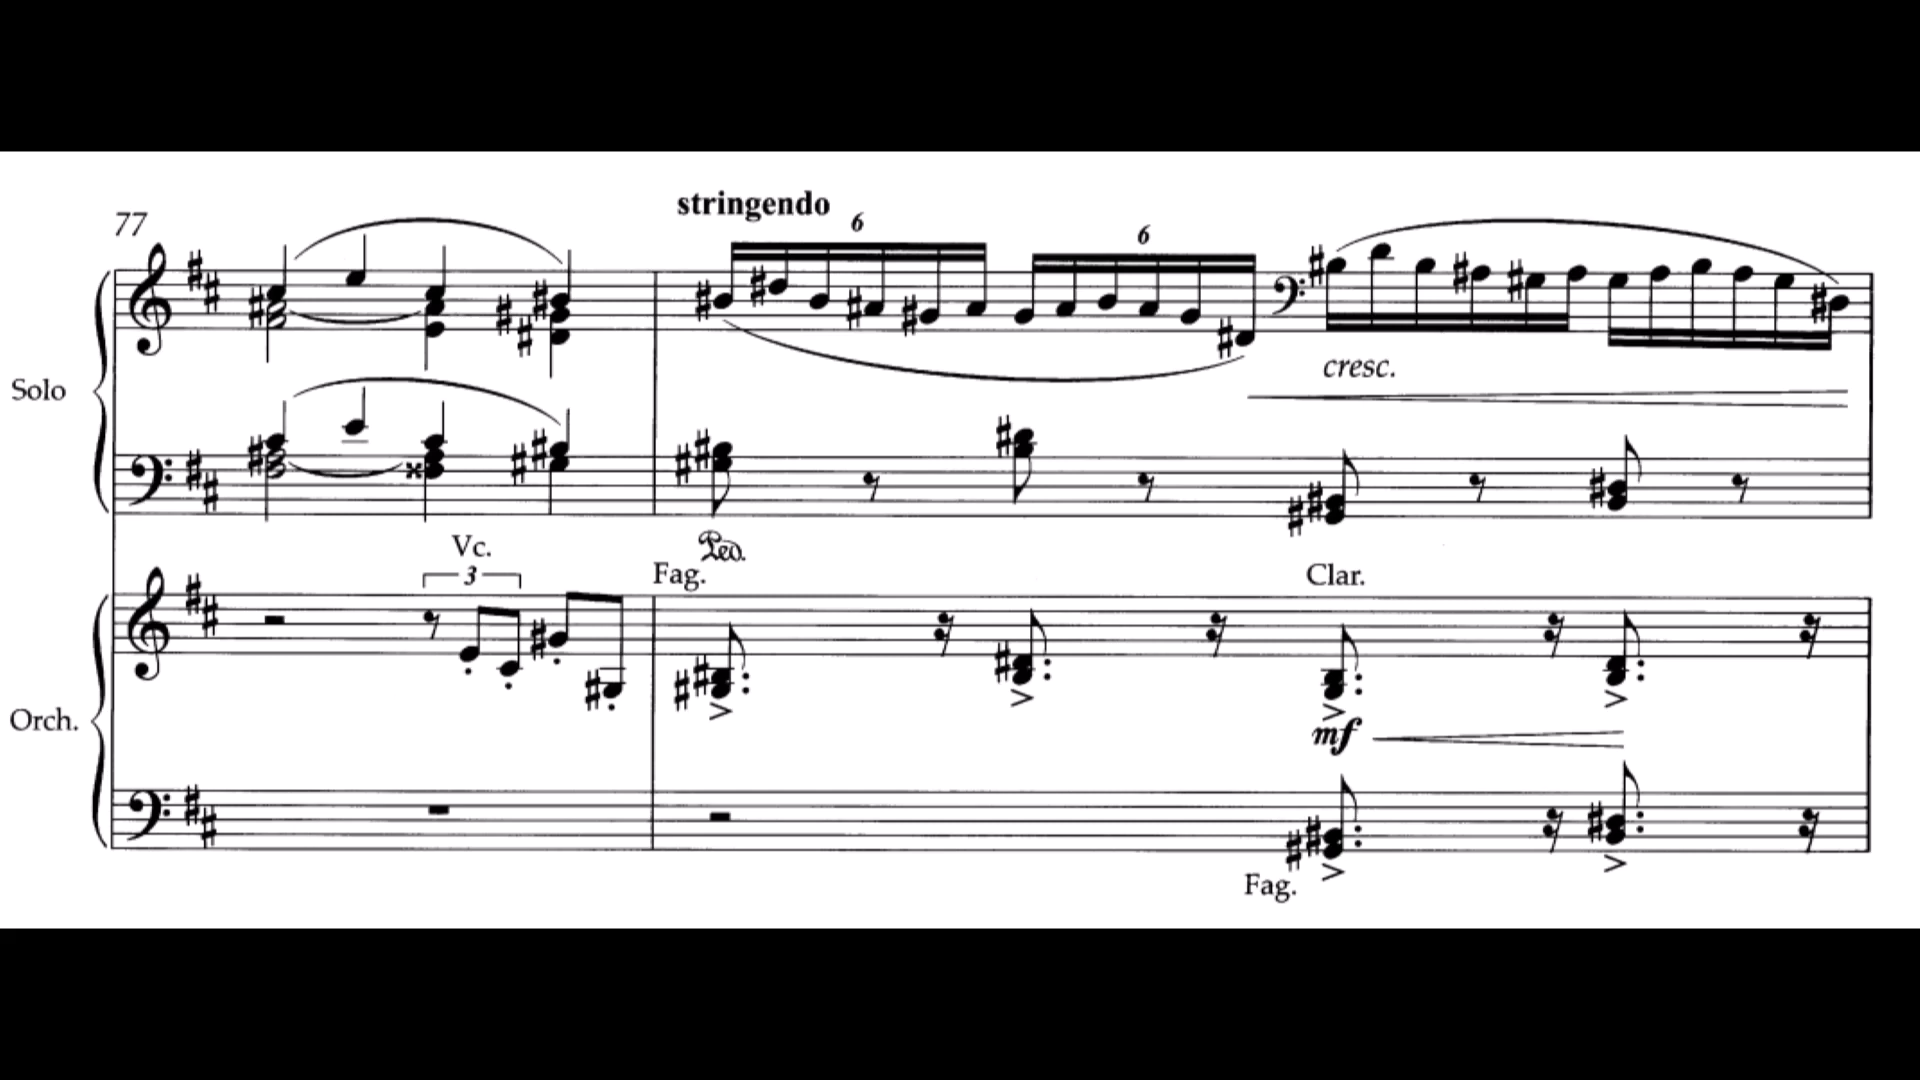 77
stringendo
6
6
Solo
cresc.
Ped.
Vc.
3
Fag.
Clar.
Orch.
mf
Fag.